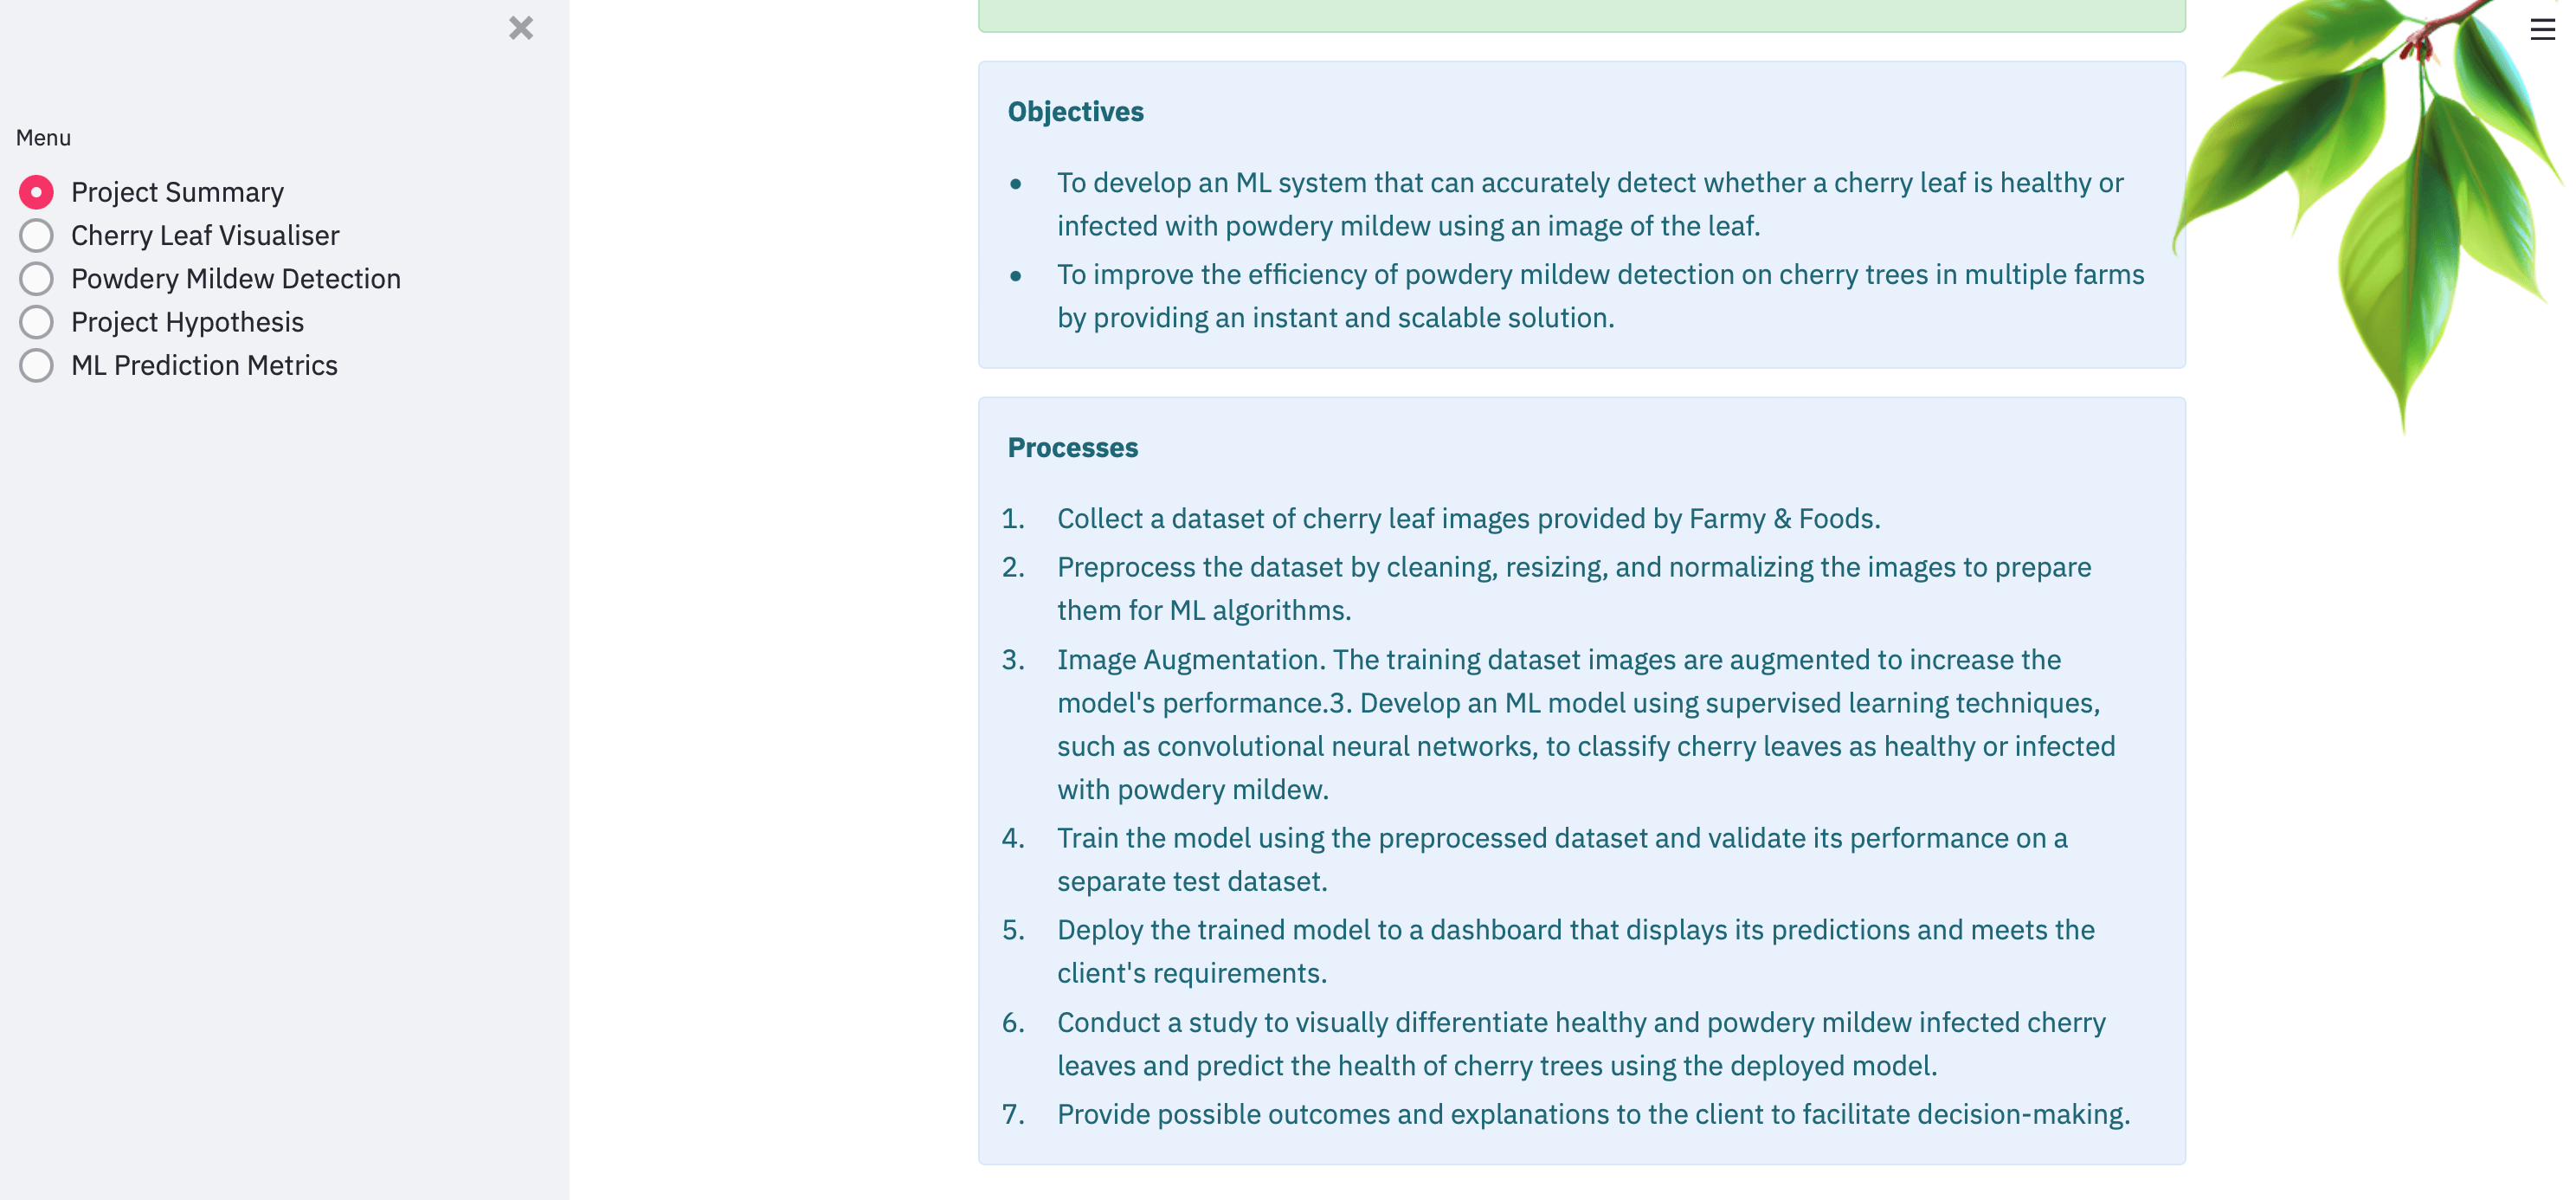 Menu
Project Summary
Cherry Leaf Visualiser
Powdery Mildew Detection
Project Hypothesis
ML Prediction Metrics
Objectives
• To develop an ML system that can accurately detect whether a cherry leaf is healthy or
infected with powdery mildew using an image of the leaf.
• To improve the efficiency of powdery mildew detection on cherry trees in multiple farms
by providing an instant and scalable solution.
Processes
1. Collect a dataset of cherry leaf images provided by Farmy & Foods.
2. Preprocess the dataset by cleaning, resizing, and normalizing the images to prepare
them for ML algorithms.
3. Image Augmentation. The training dataset images are augmented to increase the
model's performance.3. Develop an ML model using supervised learning techniques,
such as convolutional neural networks, to classify cherry leaves as healthy or infected
with powdery mildew.
4. Train the model using the preprocessed dataset and validate its performance on a
separate test dataset.
5. Deploy the trained model to a dashboard that displays its predictions and meets the
client's requirements.
6. Conduct a study to visually differentiate healthy and powdery mildew infected cherry
leaves and predict the health of cherry trees using the deployed model.
7. Provide possible outcomes and explanations to the client to facilitate decision-making.